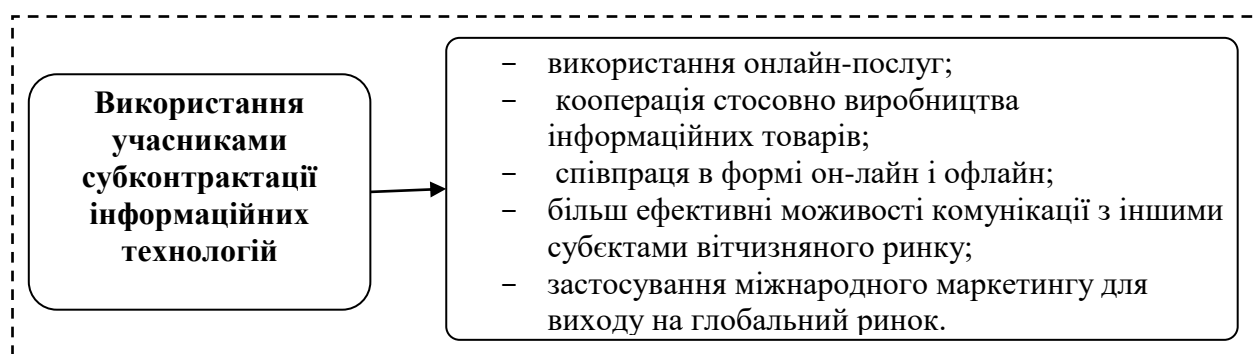 Використання
учасниками
субконтрактації
інформаційних
технологій
– використання онлайн-послуг;
– кооперація стосовно виробництва
інформаційних товарів;
– співпраця в формі он-лайн і офлайн;
– більш ефективні моживості комунікації з іншими
субєктами вітчизняного ринку;
– застосування міжнародного маркетингу для
виходу на глобальний ринок.